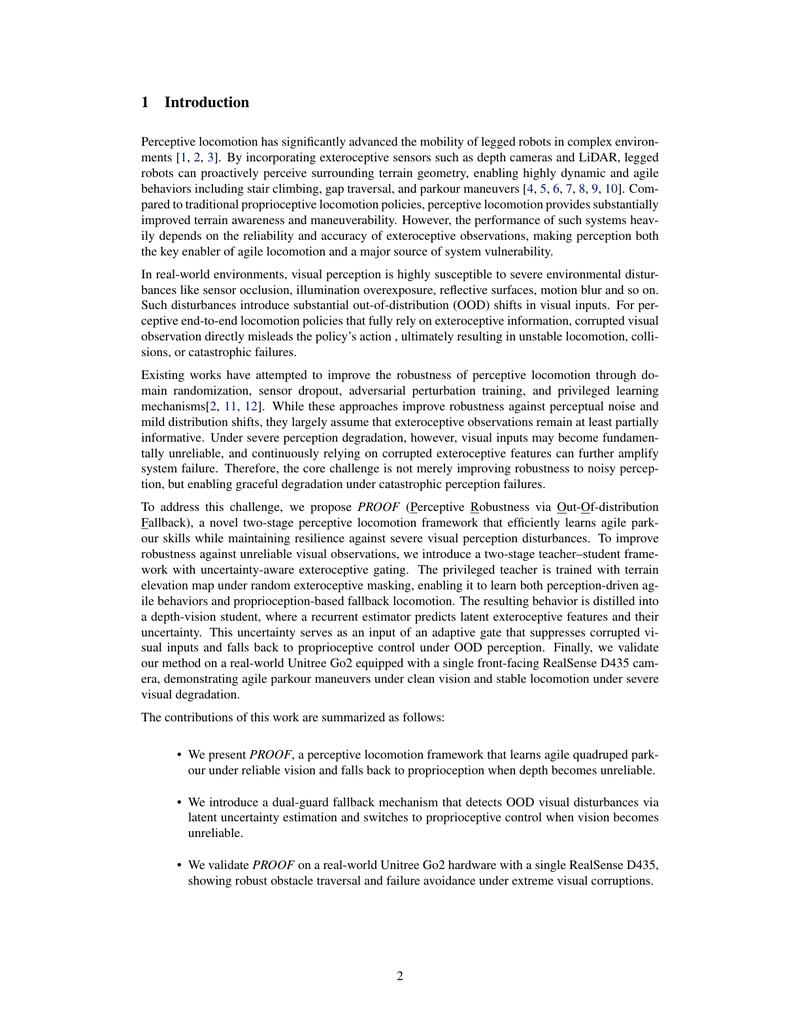 1 Introduction
Perceptive locomotion has significantly advanced the mobility of legged robots in complex environ-
ments [1, 2, 3]. By incorporating exteroceptive sensors such as depth cameras and LiDAR, legged
robots can proactively perceive surrounding terrain geometry, enabling highly dynamic and agile
behaviors including stair climbing, gap traversal, and parkour maneuvers [4, 5, 6, 7, 8, 9, 10]. Com-
pared to traditional proprioceptive locomotion policies, perceptive locomotion provides substantially
improved terrain awareness and maneuverability. However, the performance of such systems heav-
ily depends on the reliability and accuracy of exteroceptive observations, making perception both
the key enabler of agile locomotion and a major source of system vulnerability.
In real-world environments, visual perception is highly susceptible to severe environmental distur-
bances like sensor occlusion, illumination overexposure, reflective surfaces, motion blur and so on.
Such disturbances introduce substantial out-of-distribution (OOD) shifts in visual inputs. For per-
ceptive end-to-end locomotion policies that fully rely on exteroceptive information, corrupted visual
observation directly misleads the policy's action , ultimately resulting in unstable locomotion, colli-
sions, or catastrophic failures.
Existing works have attempted to improve the robustness of perceptive locomotion through do-
main randomization, sensor dropout, adversarial perturbation training, and privileged learning
mechanisms[2, 11, 12]. While these approaches improve robustness against perceptual noise and
mild distribution shifts, they largely assume that exteroceptive observations remain at least partially
informative. Under severe perception degradation, however, visual inputs may become fundamen-
tally unreliable, and continuously relying on corrupted exteroceptive features can further amplify
system failure. Therefore, the core challenge is not merely improving robustness to noisy percep-
tion, but enabling graceful degradation under catastrophic perception failures.
To address this challenge, we propose PROOF (Perceptive Robustness via Out-Of-distribution
Fallback), a novel two-stage perceptive locomotion framework that efficiently learns agile park-
our skills while maintaining resilience against severe visual perception disturbances. To improve
robustness against unreliable visual observations, we introduce a two-stage teacher–student frame-
work with uncertainty-aware exteroceptive gating. The privileged teacher is trained with terrain
elevation map under random exteroceptive masking, enabling it to learn both perception-driven ag-
ile behaviors and proprioception-based fallback locomotion. The resulting behavior is distilled into
a depth-vision student, where a recurrent estimator predicts latent exteroceptive features and their
uncertainty. This uncertainty serves as an input of an adaptive gate that suppresses corrupted vi-
sual inputs and falls back to proprioceptive control under OOD perception. Finally, we validate
our method on a real-world Unitree Go2 equipped with a single front-facing RealSense D435 cam-
era, demonstrating agile parkour maneuvers under clean vision and stable locomotion under severe
visual degradation.
The contributions of this work are summarized as follows:
• We present PROOF, a perceptive locomotion framework that learns agile quadruped park-
our under reliable vision and falls back to proprioception when depth becomes unreliable.
• We introduce a dual-guard fallback mechanism that detects OOD visual disturbances via
latent uncertainty estimation and switches to proprioceptive control when vision becomes
unreliable.
• We validate PROOF on a real-world Unitree Go2 hardware with a single RealSense D435,
showing robust obstacle traversal and failure avoidance under extreme visual corruptions.
2